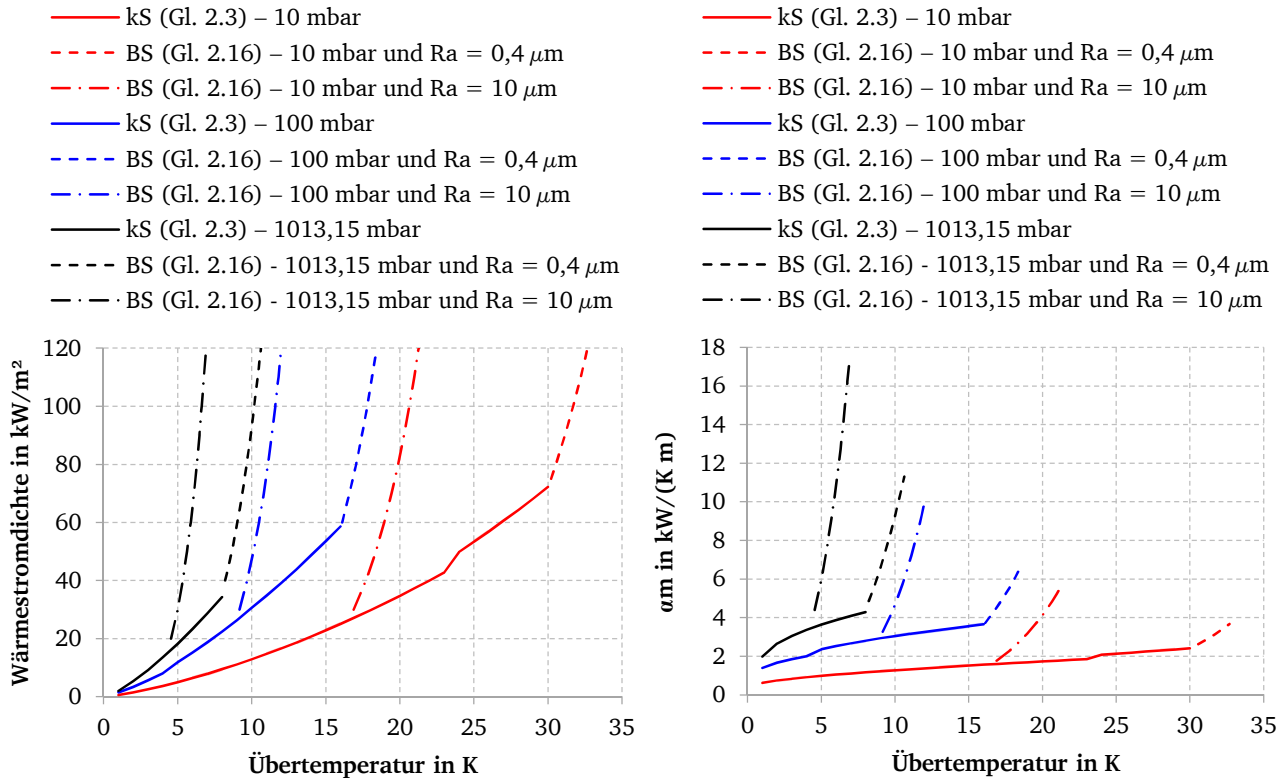 kS (Gl. 2.3) – 10 mbar
BS (Gl. 2.16) – 10 mbar und Ra = 0,4 μm
BS (Gl. 2.16) – 10 mbar und Ra = 10 μm
kS (Gl. 2.3) – 100 mbar
BS (Gl. 2.16) – 100 mbar und Ra = 0,4 μm
BS (Gl. 2.16) – 100 mbar und Ra = 10 μm
kS (Gl. 2.3) – 1013,15 mbar
BS (Gl. 2.16) - 1013,15 mbar und Ra = 0,4 μm
BS (Gl. 2.16) - 1013,15 mbar und Ra = 10 μm
Wärmestromdichte in kW/m²
120
100
80
60
40
20
0
0 5 10 15 20 25 30 35
Übertemperatur in K
kS (Gl. 2.3) – 10 mbar
BS (Gl. 2.16) – 10 mbar und Ra = 0,4 μm
BS (Gl. 2.16) – 10 mbar und Ra = 10 μm
kS (Gl. 2.3) – 100 mbar
BS (Gl. 2.16) – 100 mbar und Ra = 0,4 μm
BS (Gl. 2.16) – 100 mbar und Ra = 10 μm
kS (Gl. 2.3) – 1013,15 mbar
BS (Gl. 2.16) - 1013,15 mbar und Ra = 0,4 μm
BS (Gl. 2.16) - 1013,15 mbar und Ra = 10 μm
αm in kW/(K m)
18
16
14
12
10
8
6
4
2
0
0 5 10 15 20 25 30 35
Übertemperatur in K